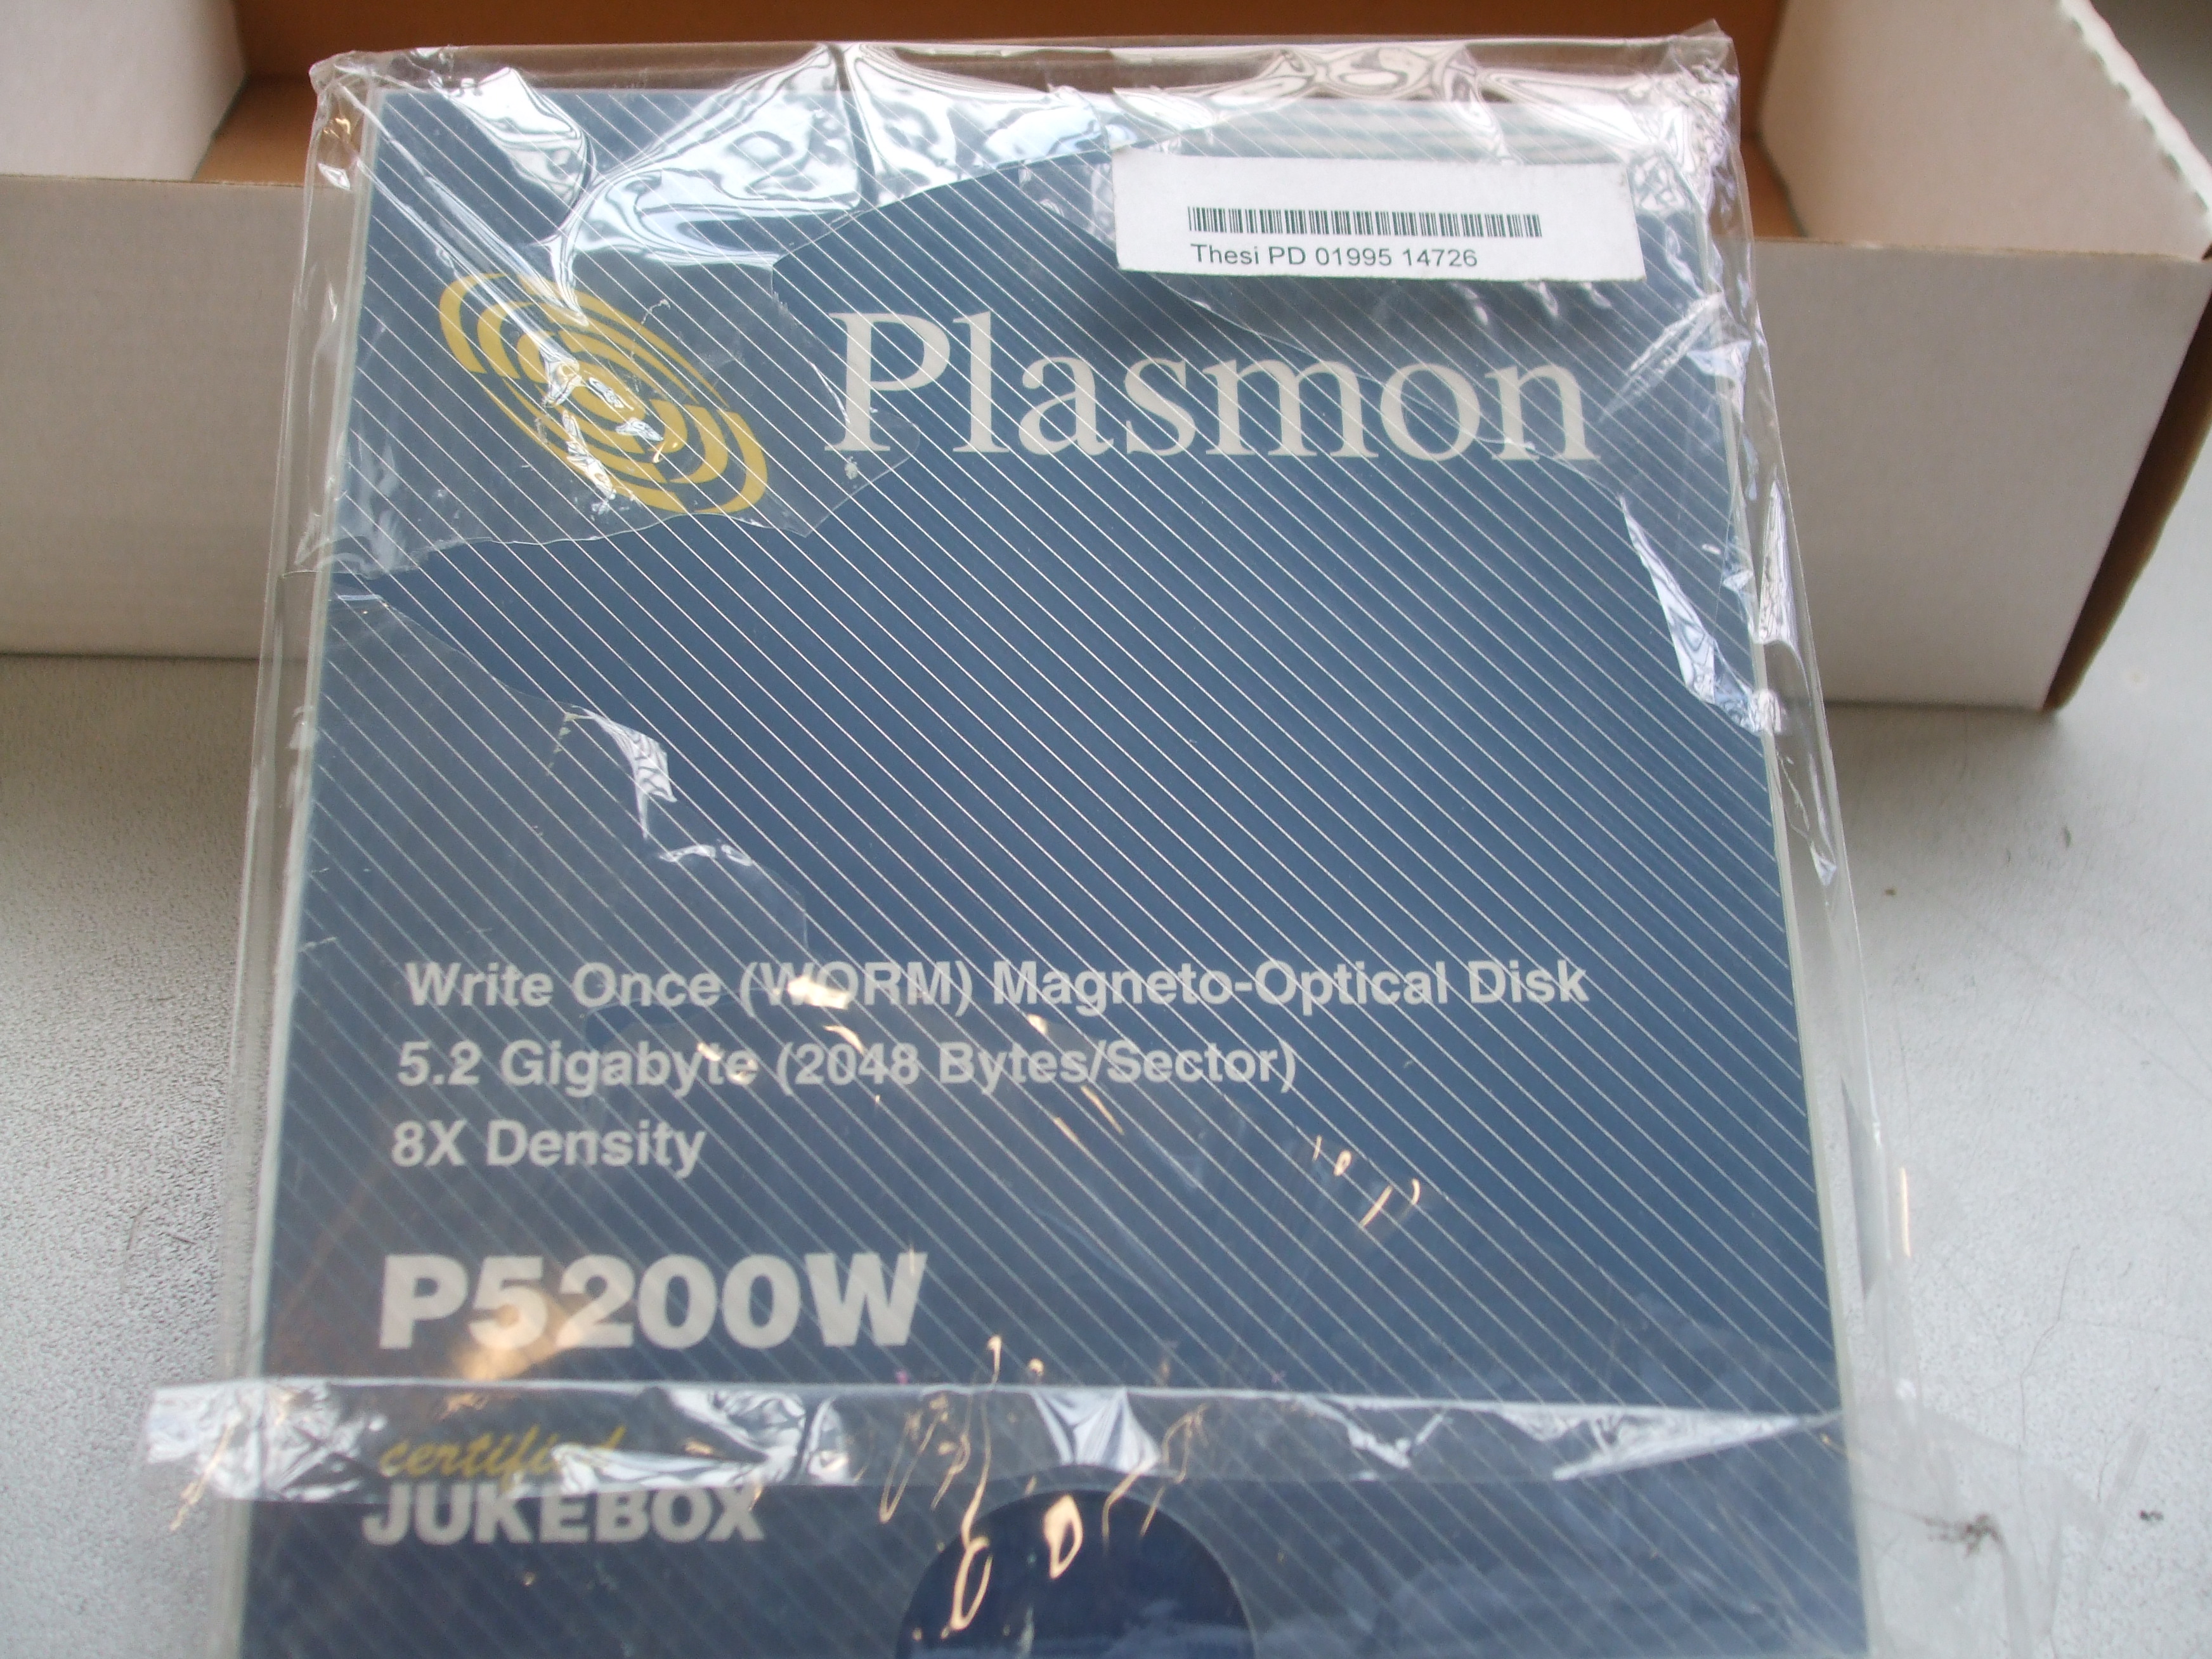 Thesi PD 01995 14726
Plasmon
Write Once (WORM) Magneto-Optical Disk
5.2 Gigabyte (2048 Bytes/Sector)
8X Density
P5200W
certified
JUKEBOX